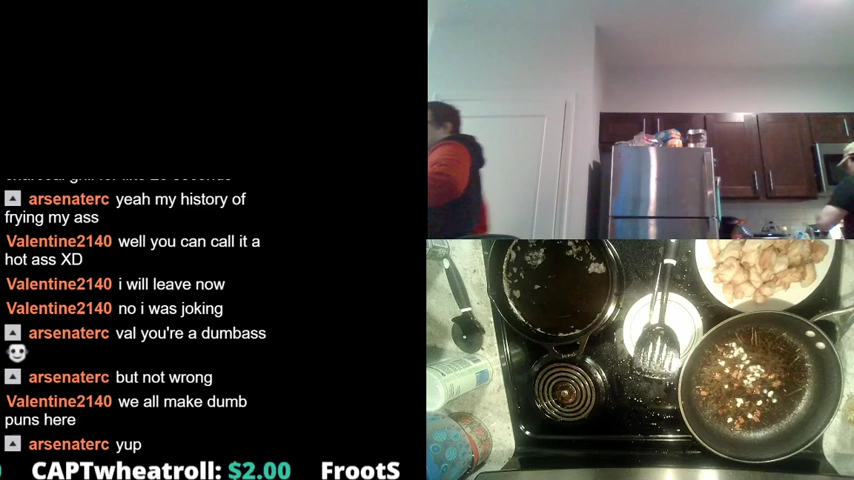 arsenaterc yeah my history of
frying my ass
Valentine2140 well you can call it a
hot ass XD
Valentine2140 i will leave now
Valentine2140 no i was joking
arsenaterc val you're a dumbass
arsenaterc but not wrong
Valentine2140 we all make dumb
puns here
arsenaterc yup
CAPTwheatroll: $2.00 FrootS